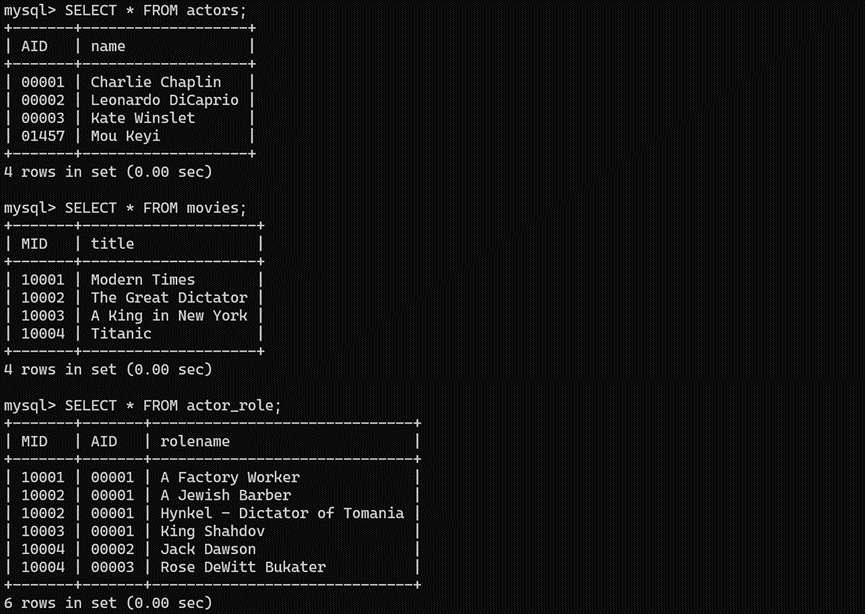 mysql> SELECT * FROM actors;
+-------+-------------------+
| AID   | name              |
+-------+-------------------+
| 00001 | Charlie Chaplin   |
| 00002 | Leonardo DiCaprio |
| 00003 | Kate Winslet      |
| 01457 | Mou Keyi          |
+-------+-------------------+
4 rows in set (0.00 sec)
mysql> SELECT * FROM movies;
+-------+--------------------+
| MID   | title              |
+-------+--------------------+
| 10001 | Modern Times       |
| 10002 | The Great Dictator |
| 10003 | A King in New York |
| 10004 | Titanic            |
+-------+--------------------+
4 rows in set (0.00 sec)
mysql> SELECT * FROM actor_role;
+-------+-------+------------------------------+
| MID   | AID   | rolename                     |
+-------+-------+------------------------------+
| 10001 | 00001 | A Factory Worker             |
| 10002 | 00001 | A Jewish Barber              |
| 10002 | 00001 | Hynkel - Dictator of Tomania |
| 10003 | 00001 | King Shahdov                 |
| 10004 | 00002 | Jack Dawson                  |
| 10004 | 00003 | Rose DeWitt Bukater          |
+-------+-------+------------------------------+
6 rows in set (0.00 sec)